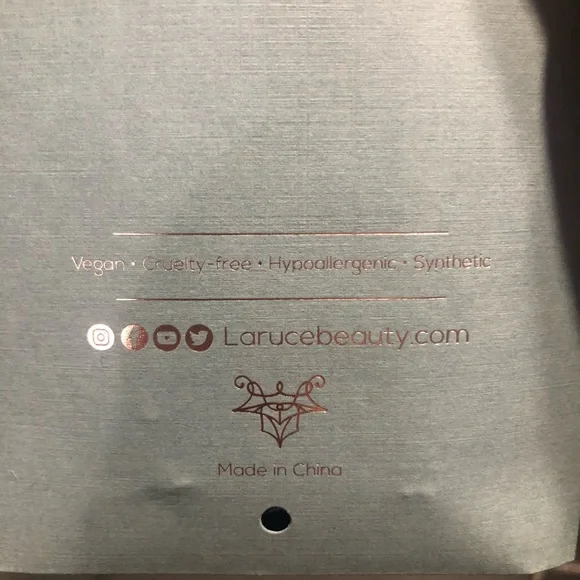 Vegan • Cruelty-free • Hypoallergenic • Synthetic
Larucebeauty.com
Made in China